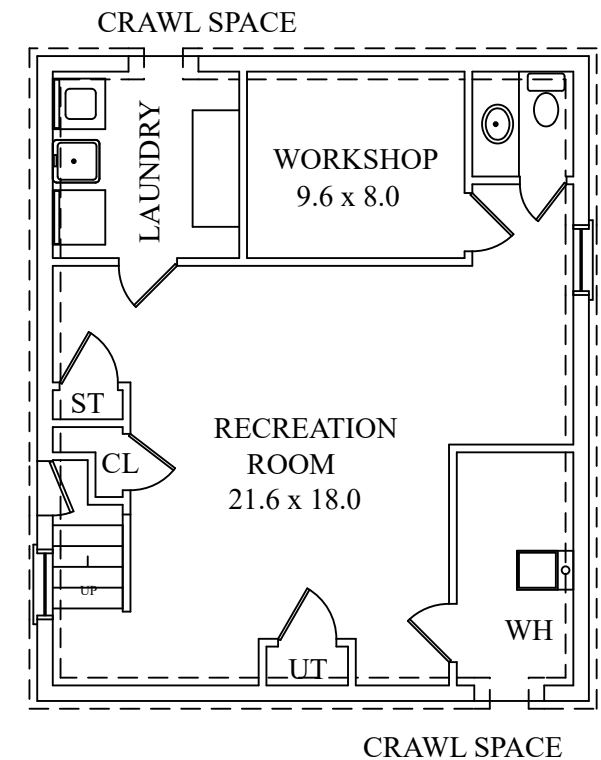 CRAWL SPACE
LAUNDRY
WORKSHOP
9.6 x 8.0
ST
RECREATION
ROOM
21.6 x 18.0
CL
UP
WH
UT
CRAWL SPACE